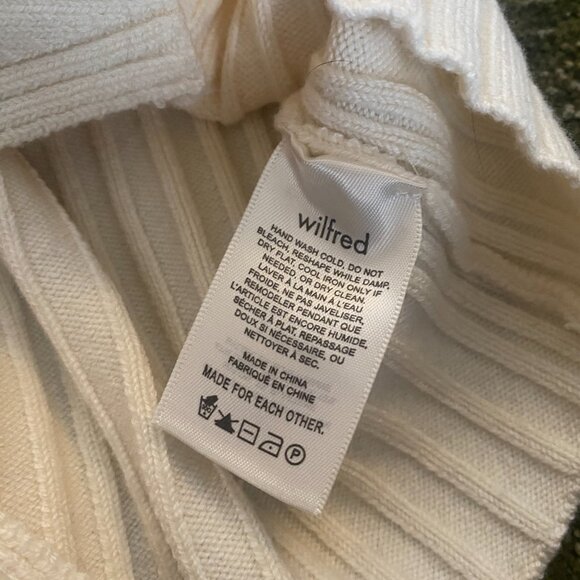 wilfred
HAND WASH COLD, DO NOT
BLEACH, RESHAPE WHILE DAMP,
DRY FLAT. COOL IRON ONLY IF
NEEDED, OR DRY CLEAN.
LAVER À LA MAIN À L'EAU
FROIDE. NE PAS JAVELISER,
REMODELER PENDANT QUE
L'ARTICLE EST ENCORE HUMIDE.
SÉCHER À PLAT, REPASSAGE
DOUX SI NÉCESSAIRE, OU
NETTOYER À SEC.
MADE IN CHINA
FABRIQUÉ EN CHINE
MADE FOR EACH OTHER.
P